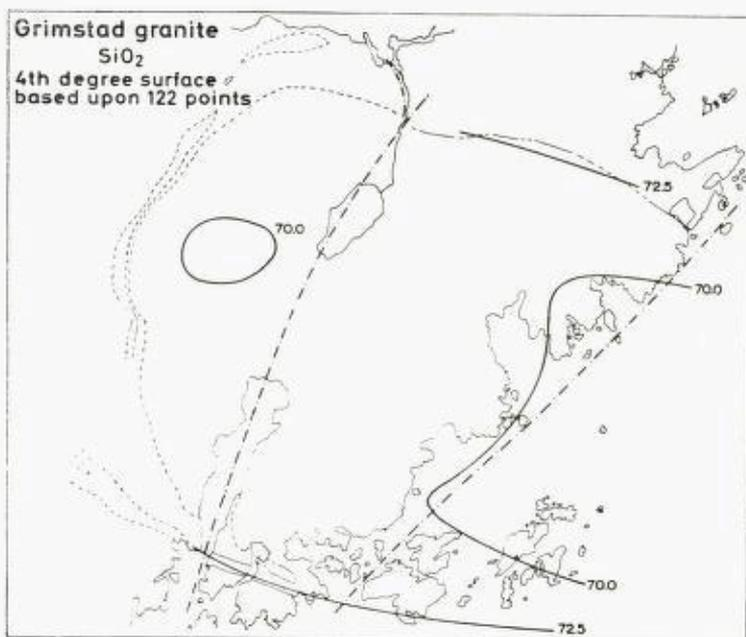 Grimstad granite
SiO2
4th degree surface
based upon 122 points
72.5
70.0
70.0
70.0
72.5